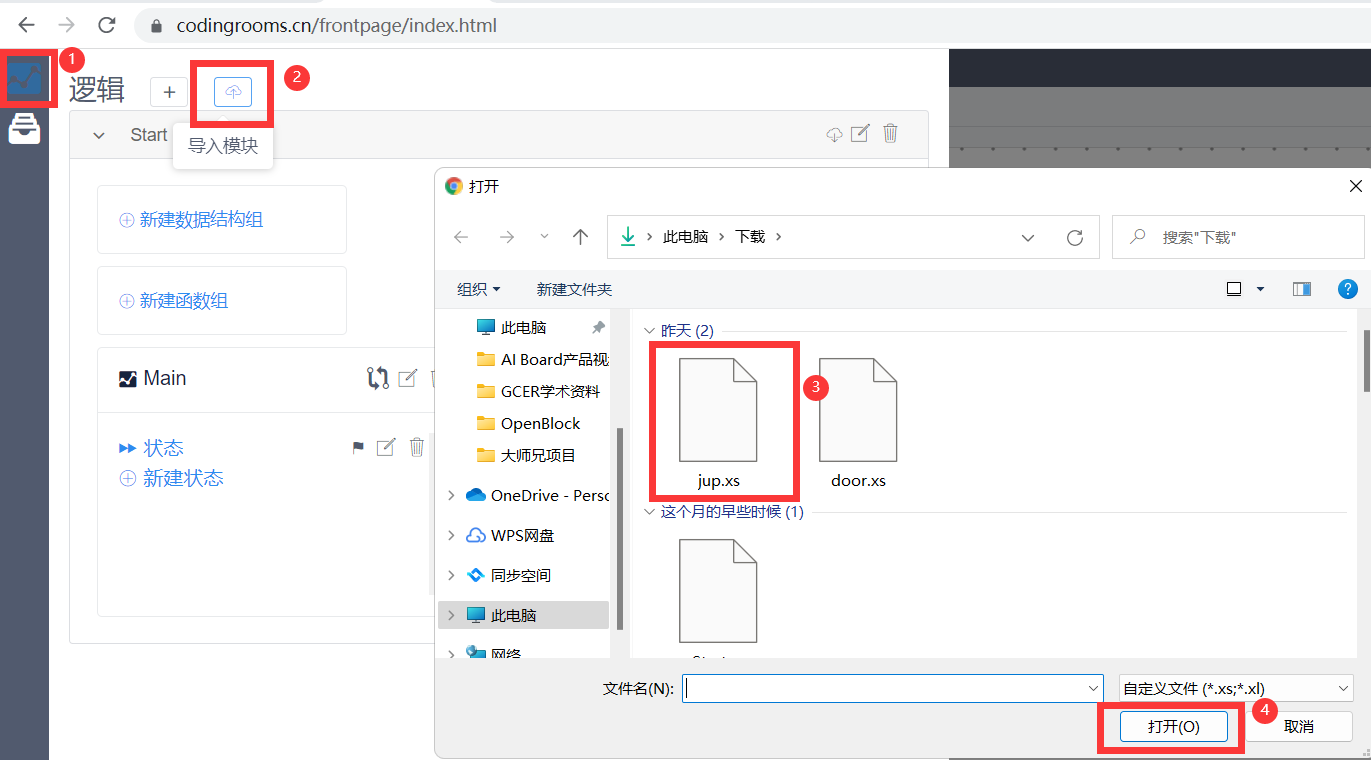 codingrooms.cn/frontpage/index.html
1
逻辑
+
2
Start
导入模块
新建数据结构组
新建函数组
Main
状态
新建状态
打开
此电脑
下载
搜索"下载"
组织
新建文件夹
?
此电脑
AI Board产品视
GCER学术资料
OpenBlock
大师兄项目
OneDrive - Perso
WPS网盘
同步空间
此电脑
网络
昨天 (2)
jup.xs
3
door.xs
这个月的早些时候 (1)
文件名(N):
自定义文件 (*.xs;*.xl)
打开(O)
4
取消